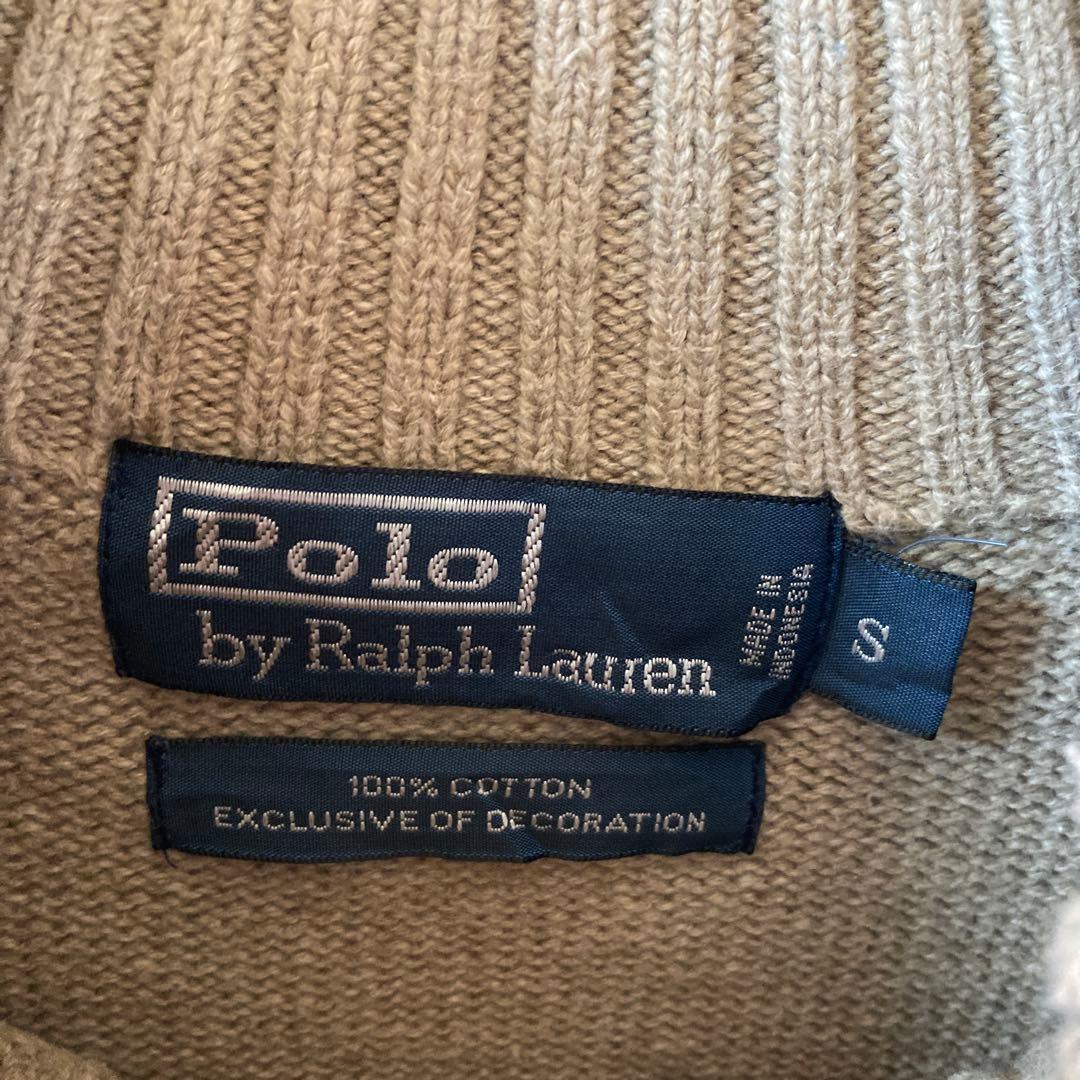 Polo
by Ralph Lauren
MADE IN
INDONESIA
S
100% COTTON
EXCLUSIVE OF DECORATION